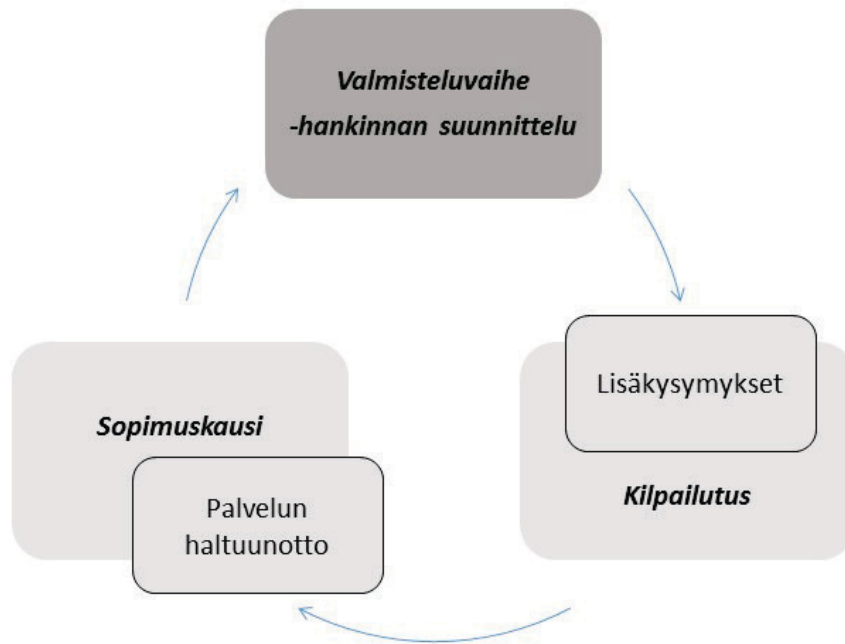 Valmisteluvaihe
-hankinnan suunnittelu
Lisäkysymykset
Kilpailutus
Sopimuskausi
Palvelun
haltuunotto